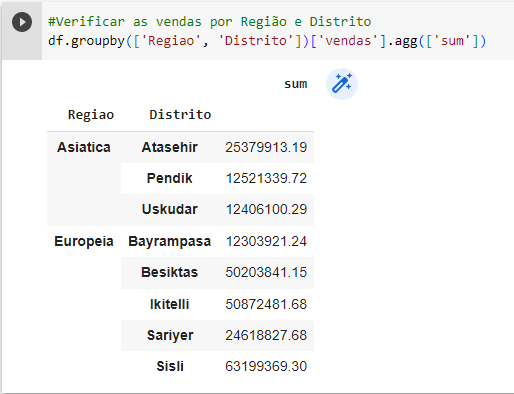 #Verificar as vendas por Região e Distrito
df.groupby(['Regiao', 'Distrito'])['vendas'].agg(['sum'])
sum
Regiao Distrito
Asiatica Atasehir 25379913.19
Pendik 12521339.72
Uskudar 12406100.29
Europeia Bayrampasa 12303921.24
Besiktas 50203841.15
Ikitelli 50872481.68
Sariyer 24618827.68
Sisli 63199369.30